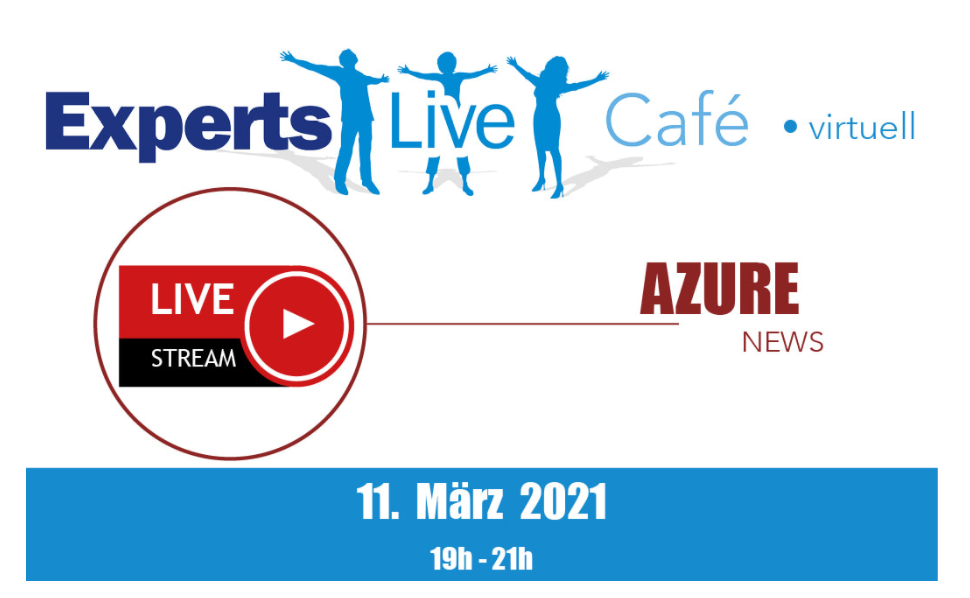 Experts Live Café • virtuell
LIVE
STREAM
AZURE
NEWS
11. März 2021
19h - 21h